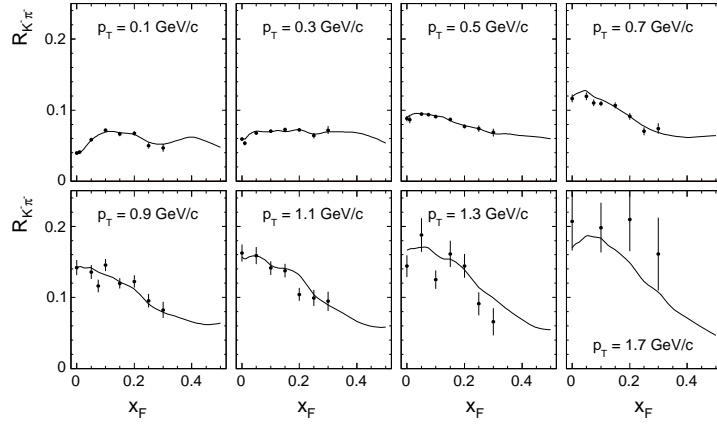 R_K⁻π⁻
0.2
0.1
0
p_T = 0.1 GeV/c
p_T = 0.3 GeV/c
p_T = 0.5 GeV/c
p_T = 0.7 GeV/c
R_K⁻π⁻
0.2
0.1
0
p_T = 0.9 GeV/c
p_T = 1.1 GeV/c
p_T = 1.3 GeV/c
p_T = 1.7 GeV/c
0 0.2 0.4
0 0.2 0.4
0 0.2 0.4
0 0.2 0.4
x_F
x_F
x_F
x_F